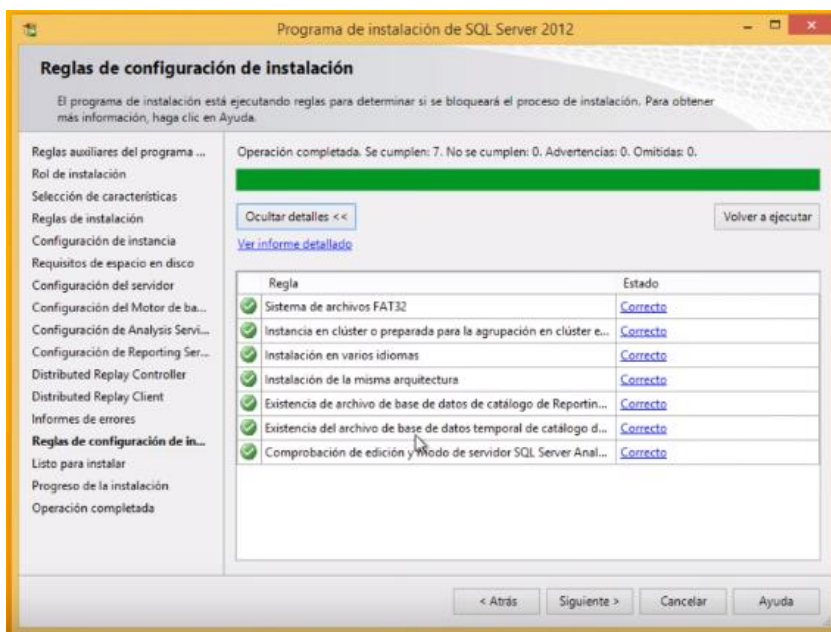 Programa de instalación de SQL Server 2012
Reglas de configuración de instalación
El programa de instalación está ejecutando reglas para determinar si se bloqueará el proceso de instalación. Para obtener
más información, haga clic en Ayuda.
Reglas auxiliares del programa ...
Rol de instalación
Selección de características
Reglas de instalación
Configuración de instancia
Requisitos de espacio en disco
Configuración del servidor
Configuración del Motor de ba...
Configuración de Analysis Servi...
Configuración de Reporting Ser...
Distributed Replay Controller
Distributed Replay Client
Informes de errores
Reglas de configuración de in...
Listo para instalar
Progreso de la instalación
Operación completada
Operación completada. Se cumplen: 7. No se cumplen: 0. Advertencias: 0. Omitidas: 0.
Ocultar detalles <<
Volver a ejecutar
Ver informe detallado
Regla Estado
Sistema de archivos FAT32 Correcto
Instancia en clúster o preparada para la agrupación en clúster e... Correcto
Instalación en varios idiomas Correcto
Instalación de la misma arquitectura Correcto
Existencia de archivo de base de datos de catálogo de Reportin... Correcto
Existencia del archivo de base de datos temporal de catálogo d... Correcto
Comprobación de edición y modo de servidor SQL Server Anal... Correcto
< Atrás Siguiente > Cancelar Ayuda